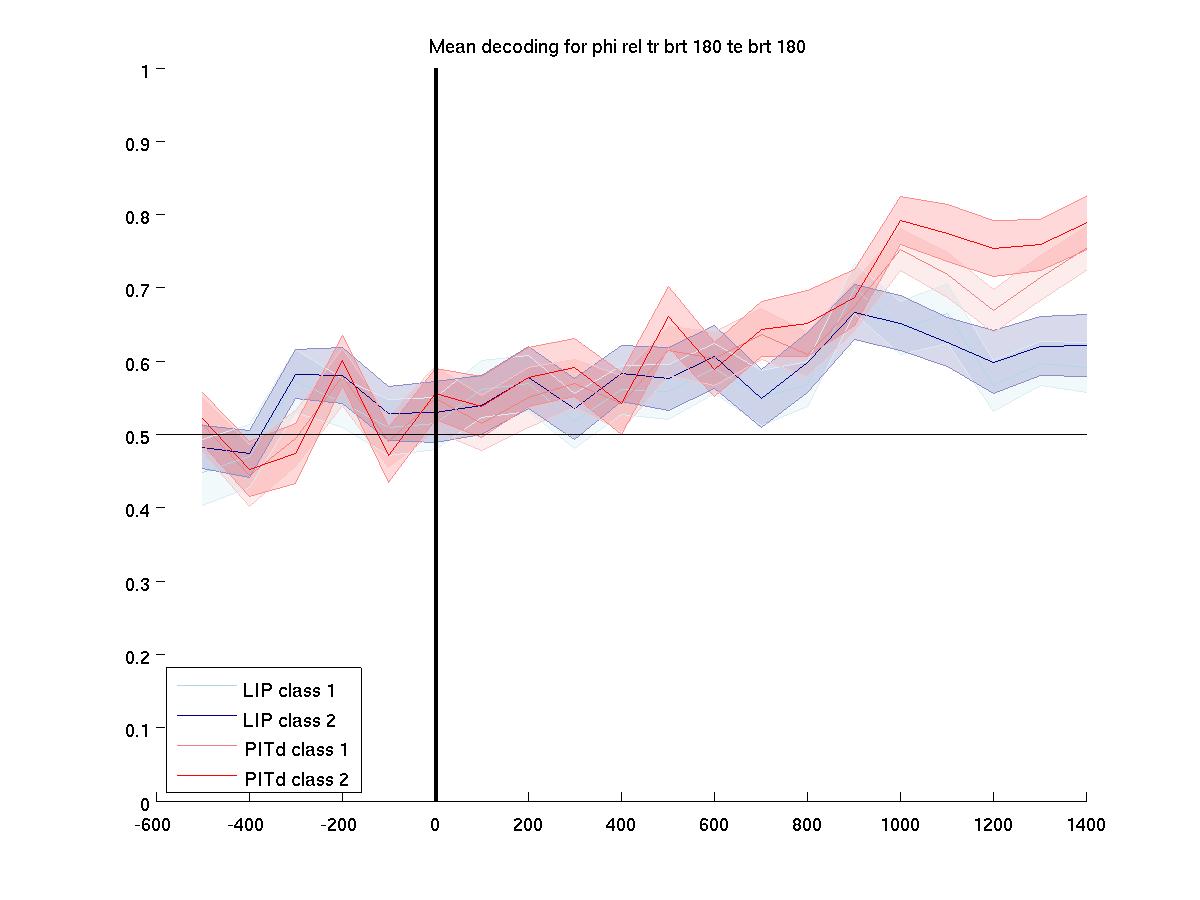 Mean decoding for phi rel tr brt 180 te brt 180
1
0.9
0.8
0.7
0.6
0.5
0.4
0.3
0.2
0.1
0
LIP class 1
LIP class 2
PITd class 1
PITd class 2
-600 -400 -200 0 200 400 600 800 1000 1200 1400